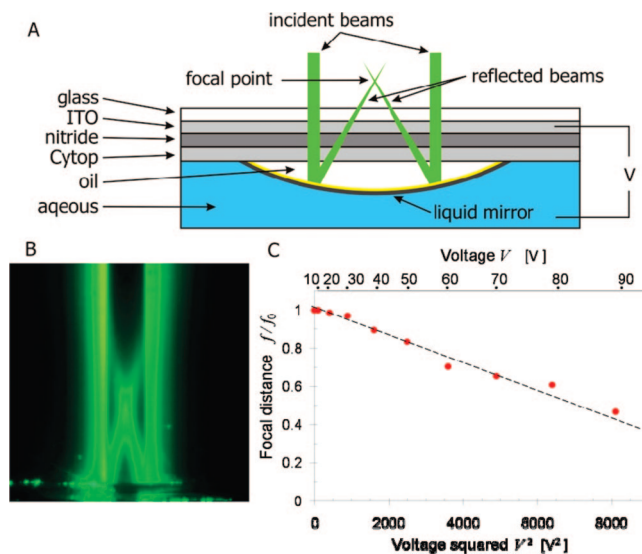 A
incident beams
focal point
reflected beams
glass
ITO
nitride
Cytop
oil
aqeous
liquid mirror
V
B
C
Voltage V [V]
10 20 30 40 50 60 70 80 90
Focal distance f/f₀
1
0.8
0.6
0.4
0.2
0
0 2000 4000 6000 8000
Voltage squared V² [V²]